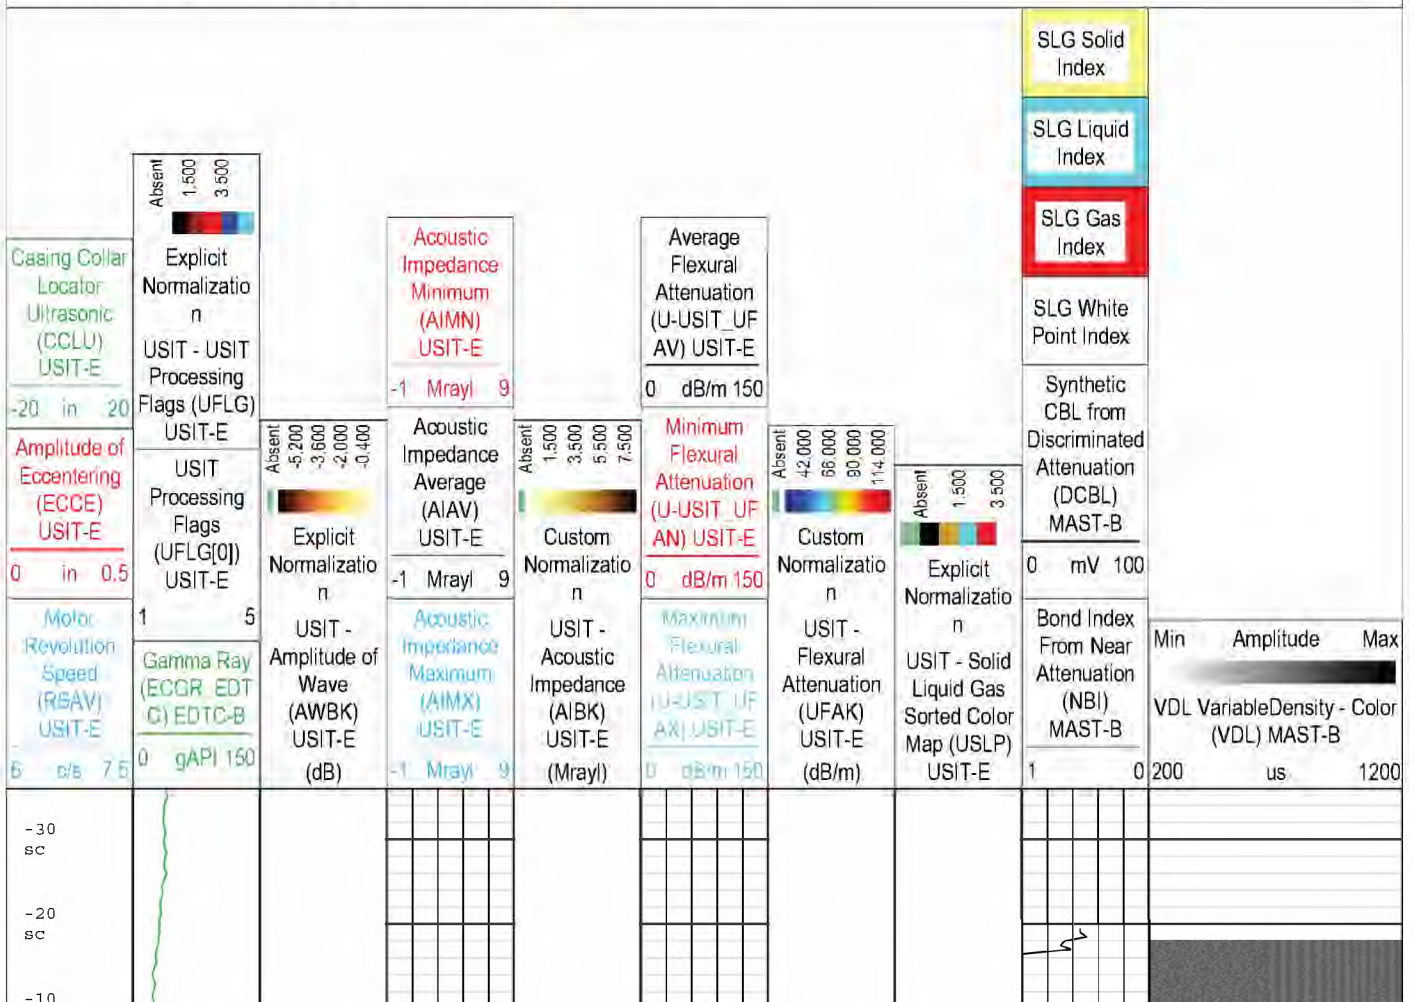 Casing Collar
Locator
Ultrasonic
(CCLU)
USIT-E
-20 in 20
Amplitude of
Eccentering
(ECCE)
USIT-E
0 in 0.5
Motor
Revolution
Speed
(RSAV)
USIT-E
6 c/s 7.5
Absent
1.500
3.500
Explicit
Normalizatio
n
USIT - USIT
Processing
Flags (UFLG)
USIT-E
USIT
Processing
Flags
(UFLG[0])
USIT-E
1 5
Gamma Ray
(ECGR_EDT
C) EDTC-B
0 gAPI 150
Absent
-5.200
-3.600
-2.000
-0.400
Explicit
Normalizatio
n
USIT -
Amplitude of
Wave
(AWBK)
USIT-E
(dB)
Acoustic
Impedance
Minimum
(AIMN)
USIT-E
-1 Mrayl 9
Acoustic
Impedance
Average
(AIAV)
USIT-E
-1 Mrayl 9
Acoustic
Impedance
Maximum
(AIMX)
USIT-E
-1 Mrayl 9
Absent
1.500
3.500
5.500
7.500
Custom
Normalizatio
n
USIT -
Acoustic
Impedance
(AIBK)
USIT-E
(Mrayl)
Average
Flexural
Attenuation
(U-USIT_UF
AV) USIT-E
0 dB/m 150
Minimum
Flexural
Attenuation
(U-USIT_UF
AN) USIT-E
0 dB/m 150
Maximum
Flexural
Attenuation
(U-USIT_UF
AX) USIT-E
0 dB/m 150
Absent
42.000
66.000
90.000
114.000
Custom
Normalizatio
n
USIT -
Flexural
Attenuation
(UFAK)
USIT-E
(dB/m)
Absent
1.500
3.500
Explicit
Normalizatio
n
USIT - Solid
Liquid Gas
Sorted Color
Map (USLP)
USIT-E
SLG Solid
Index
SLG Liquid
Index
SLG Gas
Index
SLG White
Point Index
Synthetic
CBL from
Discriminated
Attenuation
(DCBL)
MAST-B
0 mV 100
Bond Index
From Near
Attenuation
(NBI)
MAST-B
1 0
Min Amplitude Max
VDL VariableDensity - Color
(VDL) MAST-B
200 us 1200
-30
sc
-20
sc
-10